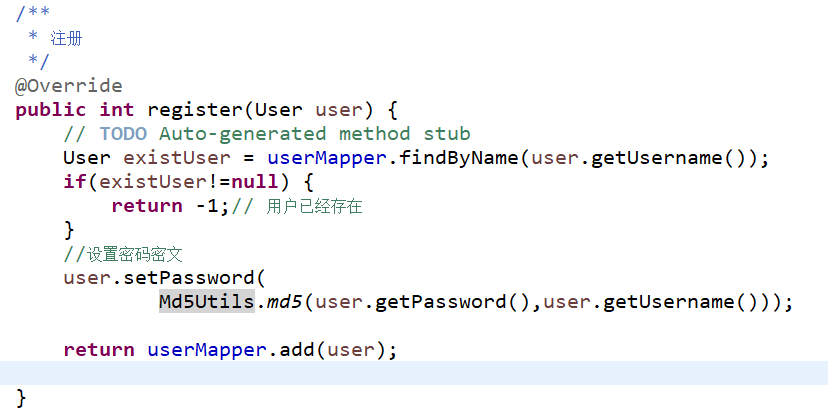 /**
 * 注册
 */
@Override
public int register(User user) {
    // TODO Auto-generated method stub
    User existUser = userMapper.findByName(user.getUsername());
    if(existUser!=null) {
        return -1;// 用户已经存在
    }
    //设置密码密文
    user.setPassword(
            Md5Utils.md5(user.getPassword(),user.getUsername()));
    return userMapper.add(user);
}